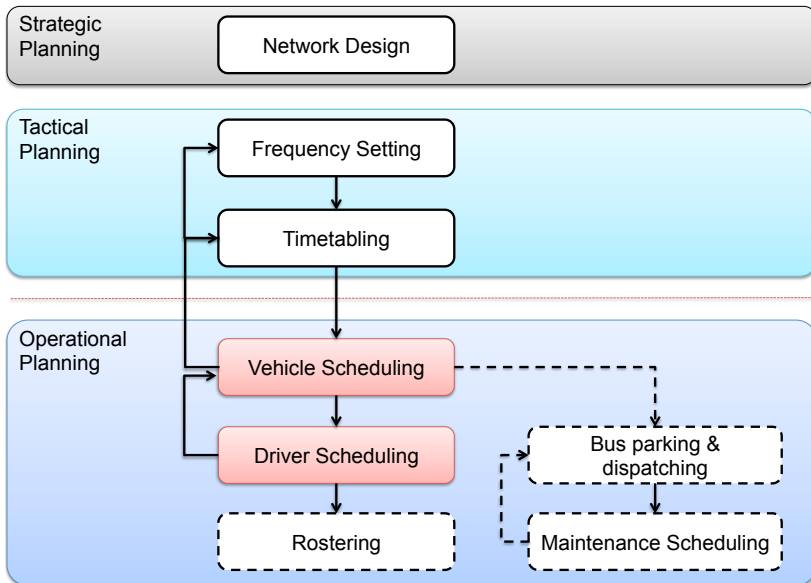 Strategic
Planning
Network Design
Tactical
Planning
Frequency Setting
Timetabling
Operational
Planning
Vehicle Scheduling
Driver Scheduling
Bus parking &
dispatching
Rostering
Maintenance Scheduling